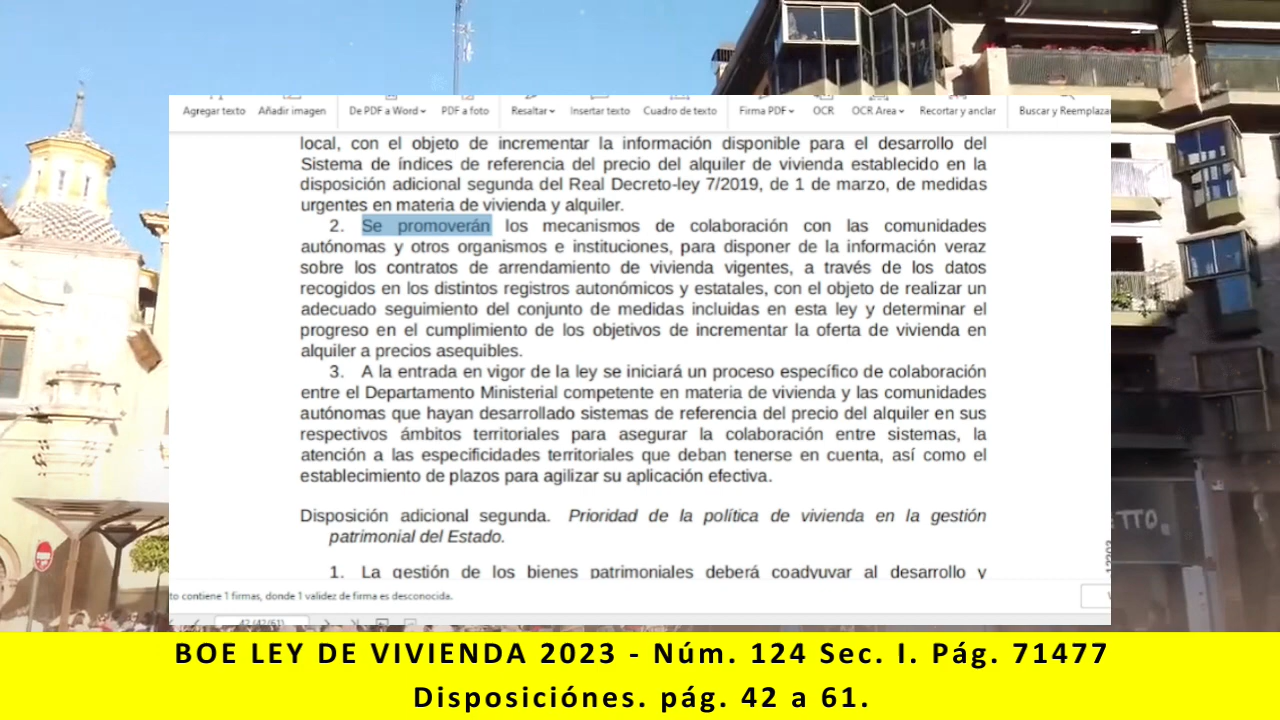 Agregar texto Añadir imagen De PDF a Word PDF a foto Resaltar Insertar texto Cuadro de texto Firma PDF OCR OCR Area Recortar y anclar Buscar y Reemplaza
local, con el objeto de incrementar la información disponible para el desarrollo del
Sistema de índices de referencia del precio del alquiler de vivienda establecido en la
disposición adicional segunda del Real Decreto-ley 7/2019, de 1 de marzo, de medidas
urgentes en materia de vivienda y alquiler.
2. Se promoverán los mecanismos de colaboración con las comunidades
autónomas y otros organismos e instituciones, para disponer de la información veraz
sobre los contratos de arrendamiento de vivienda vigentes, a través de los datos
recogidos en los distintos registros autonómicos y estatales, con el objeto de realizar un
adecuado seguimiento del conjunto de medidas incluidas en esta ley y determinar el
progreso en el cumplimiento de los objetivos de incrementar la oferta de vivienda en
alquiler a precios asequibles.
3. A la entrada en vigor de la ley se iniciará un proceso específico de colaboración
entre el Departamento Ministerial competente en materia de vivienda y las comunidades
autónomas que hayan desarrollado sistemas de referencia del precio del alquiler en sus
respectivos ámbitos territoriales para asegurar la colaboración entre sistemas, la
atención a las especificidades territoriales que deban tenerse en cuenta, así como el
establecimiento de plazos para agilizar su aplicación efectiva.
Disposición adicional segunda. Prioridad de la política de vivienda en la gestión
patrimonial del Estado.
1. La gestión de los bienes patrimoniales deberá coadyuvar al desarrollo y
to contiene 1 firmas, donde 1 validez de firma es desconocida.
42 (42/61)
BOE LEY DE VIVIENDA 2023 - Núm. 124 Sec. I. Pág. 71477
Disposiciónes. pág. 42 a 61.